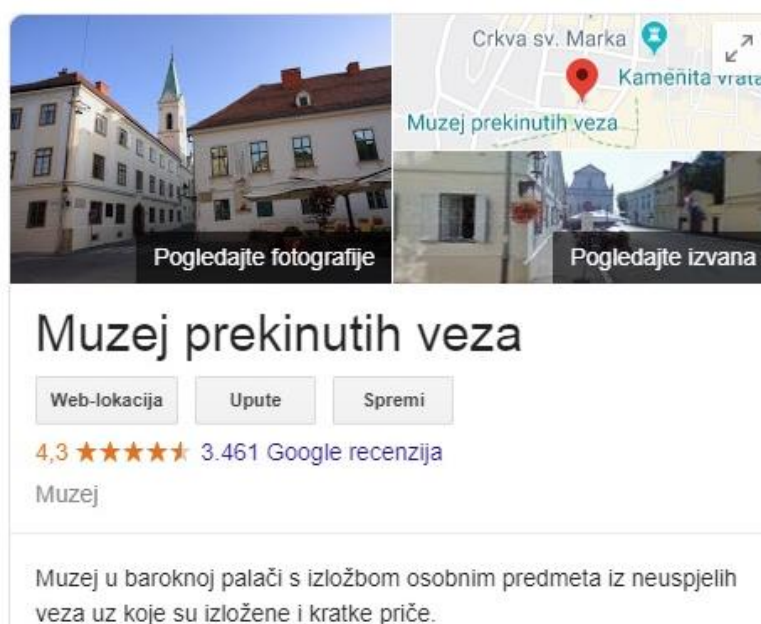 Crkva sv. Marka
Kamenita vrata
Muzej prekinutih veza
Pogledajte fotografije
Pogledajte izvana
Muzej prekinutih veza
Web-lokacija
Upute
Spremi
4,3 3.461 Google recenzija
Muzej
Muzej u baroknoj palači s izložbom osobnim predmeta iz neuspjelih
veza uz koje su izložene i kratke priče.